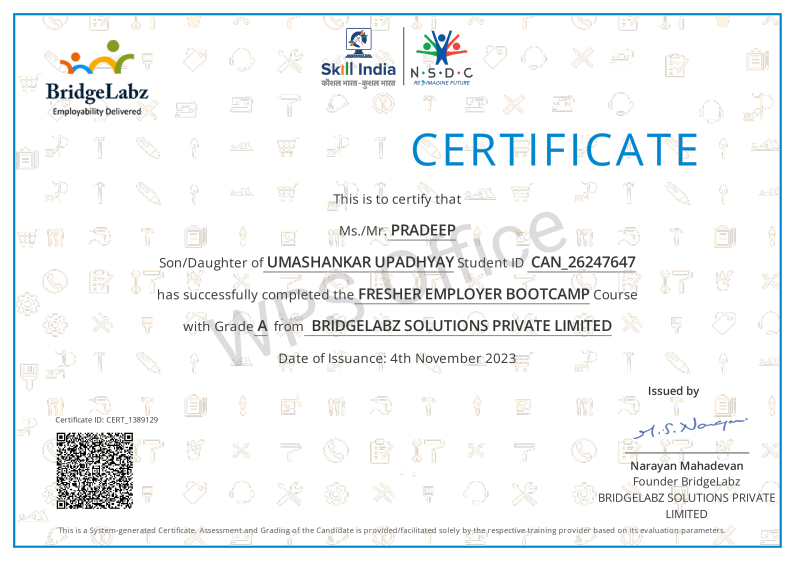 BridgeLabz
Employability Delivered
Skill India
कौशल भारत - कुशल भारत
N·S·D·C
RE IMAGINE FUTURE
CERTIFICATE
This is to certify that
Ms./Mr. PRADEEP
Son/Daughter of UMASHANKAR UPADHYAY Student ID CAN_26247647
has successfully completed the FRESHER EMPLOYER BOOTCAMP Course
with Grade A from BRIDGELABZ SOLUTIONS PRIVATE LIMITED
Date of Issuance: 4th November 2023
WPS Office
Issued by
Certificate ID: CERT_1389129
M.S. Narayan
Narayan Mahadevan
Founder BridgeLabz
BRIDGELABZ SOLUTIONS PRIVATE
LIMITED
This is a System-generated Certificate. Assessment and Grading of the Candidate is provided/facilitated solely by the respective training provider based on its evaluation parameters.